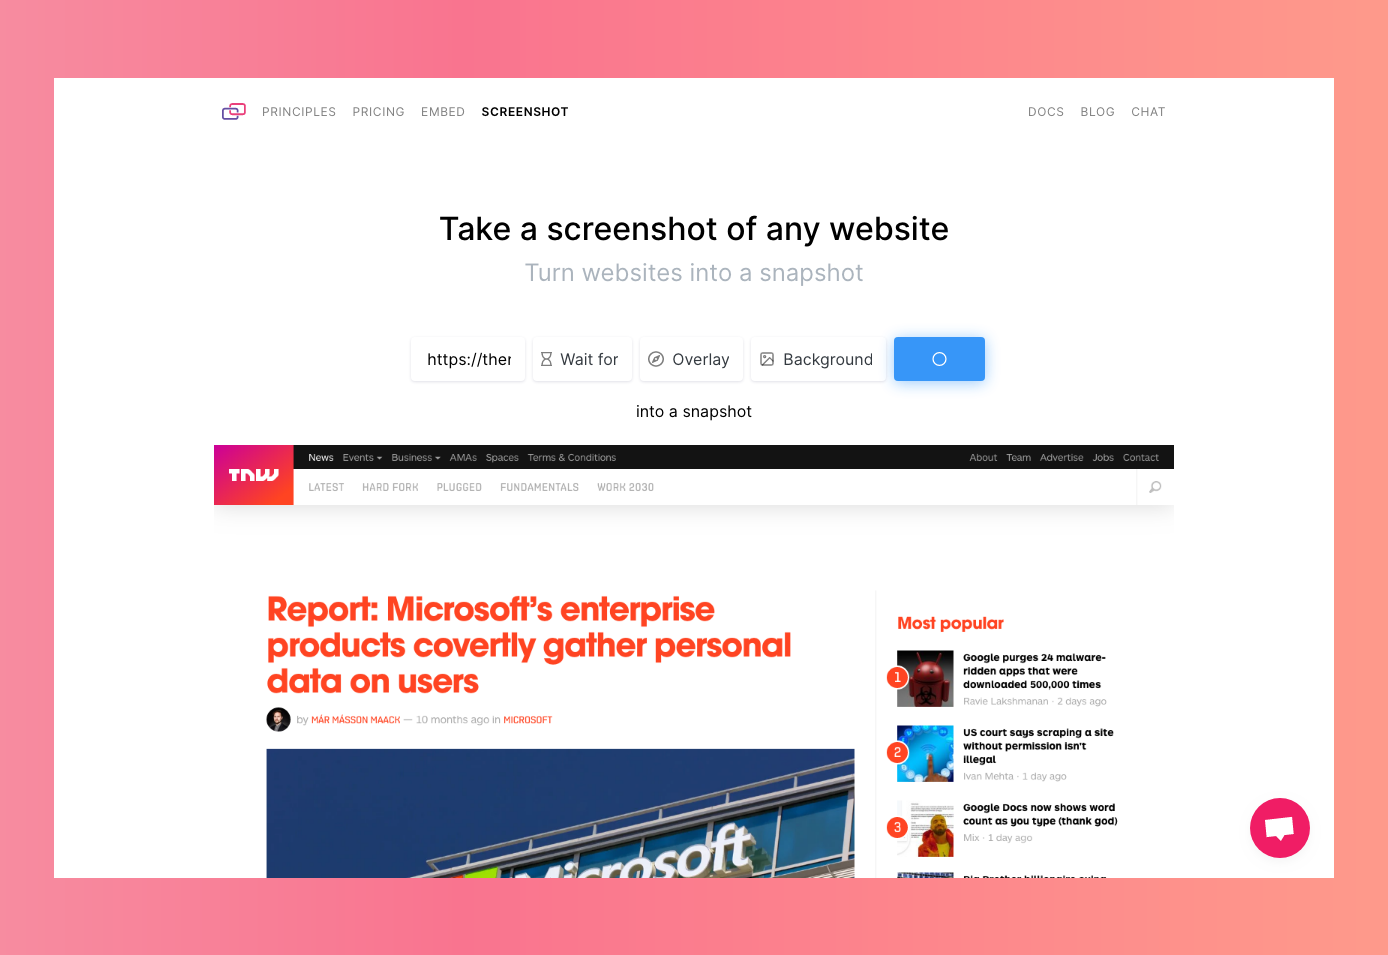 PRINCIPLES PRICING EMBED SCREENSHOT DOCS BLOG CHAT
Take a screenshot of any website
Turn websites into a snapshot
https://ther Wait for Overlay Background
into a snapshot
TNW
News Events Business AMAs Spaces Terms & Conditions About Team Advertise Jobs Contact
LATEST HARD FORK PLUGGED FUNDAMENTALS WORK 2030
Report: Microsoft's enterprise
products covertly gather personal
data on users
by MÁR MÁSSON MAACK — 10 months ago in MICROSOFT
Microsoft
Most popular
1
Google purges 24 malware-
ridden apps that were
downloaded 500,000 times
Ravie Lakshmanan · 2 days ago
2
US court says scraping a site
without permission isn't
illegal
Ivan Mehta · 1 day ago
3
Google Docs now shows word
count as you type (thank god)
Mix · 1 day ago